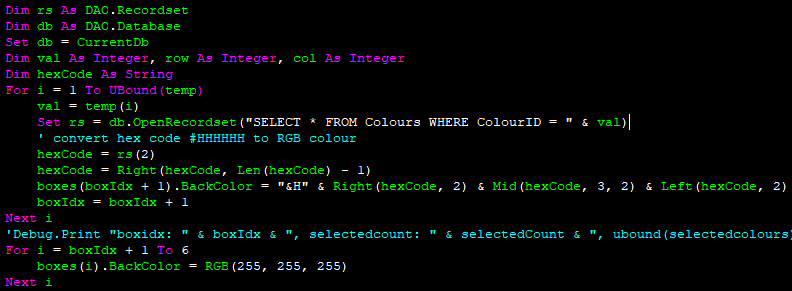 Dim rs As DAO.Recordset
Dim db As DAO.Database
Set db = CurrentDb
Dim val As Integer, row As Integer, col As Integer
Dim hexCode As String
For i = 1 To UBound(temp)
    val = temp(i)
    Set rs = db.OpenRecordset("SELECT * FROM Colours WHERE ColourID = " & val)
    ' convert hex code #HHHHHH to RGB colour
    hexCode = rs(2)
    hexCode = Right(hexCode, Len(hexCode) - 1)
    boxes(boxIdx + 1).BackColor = "&H" & Right(hexCode, 2) & Mid(hexCode, 3, 2) & Left(hexCode, 2)
    boxIdx = boxIdx + 1
Next i
'Debug.Print "boxidx: " & boxIdx & ", selectedcount: " & selectedCount & ", ubound(selectedcolours)
For i = boxIdx + 1 To 6
    boxes(i).BackColor = RGB(255, 255, 255)
Next i